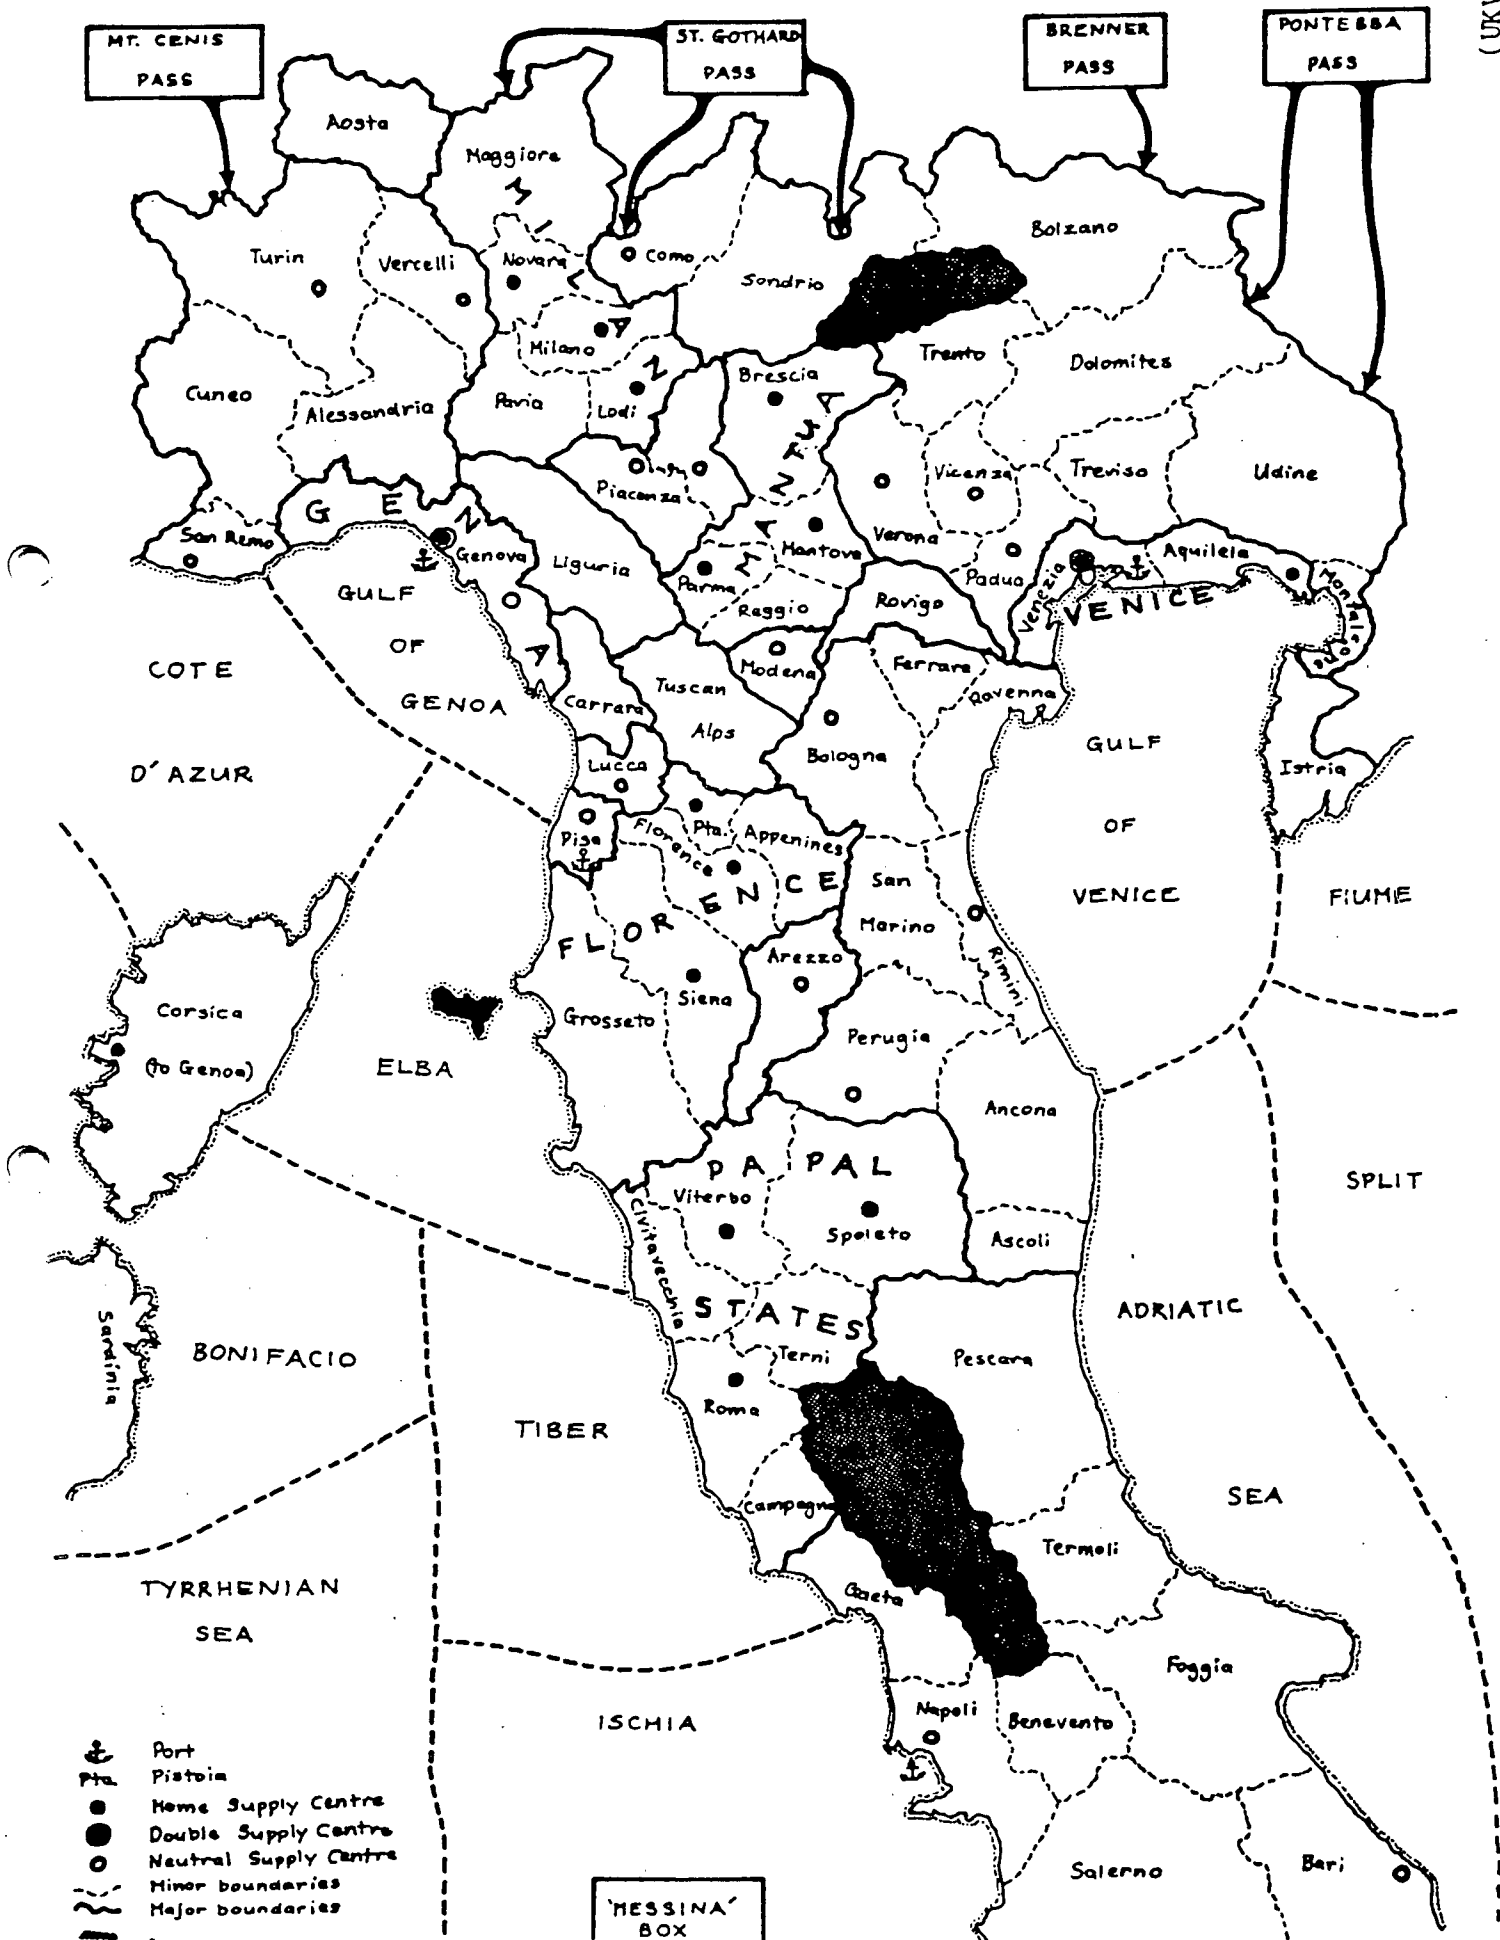 MT. CENIS
PASS
ST. GOTHARD
PASS
BRENNER
PASS
PONTEBBA
PASS
Aosta
Maggiore
MILAN
Bolzano
Turin
Vercelli
Novara
Como
Sondrio
Milano
Trento
Dolomites
Cuneo
Alessandria
Pavia
Lodi
Brescia
MANTUA
Piacenza
Vicenza
Treviso
Udine
GENOA
San Remo
Genova
Liguria
Parma
Mantova
Verona
Padua
Venezia
Aquilela
Monfalcone
VENICE
Reggio
Rovigo
GULF
OF
GENOA
COTE
D'AZUR
Modena
Ferrara
Ravenna
Tuscan
Alps
Carrara
Bologna
GULF
OF
VENICE
Istria
Lucca
Pisa
Florence
Pta.
Appenines
San
Marino
FIUME
FLORENCE
Arezzo
Rimini
Siena
Grosseto
Perugia
Corsica
(to Genoa)
ELBA
Ancona
SPLIT
PAPAL
Viterbo
Spoleto
Ascoli
Civitavecchia
STATES
ADRIATIC
SEA
Sardinia
BONIFACIO
Terni
Pescara
Roma
TIBER
Campagna
Termoli
TYRRHENIAN
SEA
Gaeta
Foggia
ISCHIA
Napoli
Benevento
Salerno
Bari
Port
Pta. Pistoia
Home Supply Centre
Double Supply Centre
Neutral Supply Centre
Minor boundaries
Major boundaries
'MESSINA'
BOX